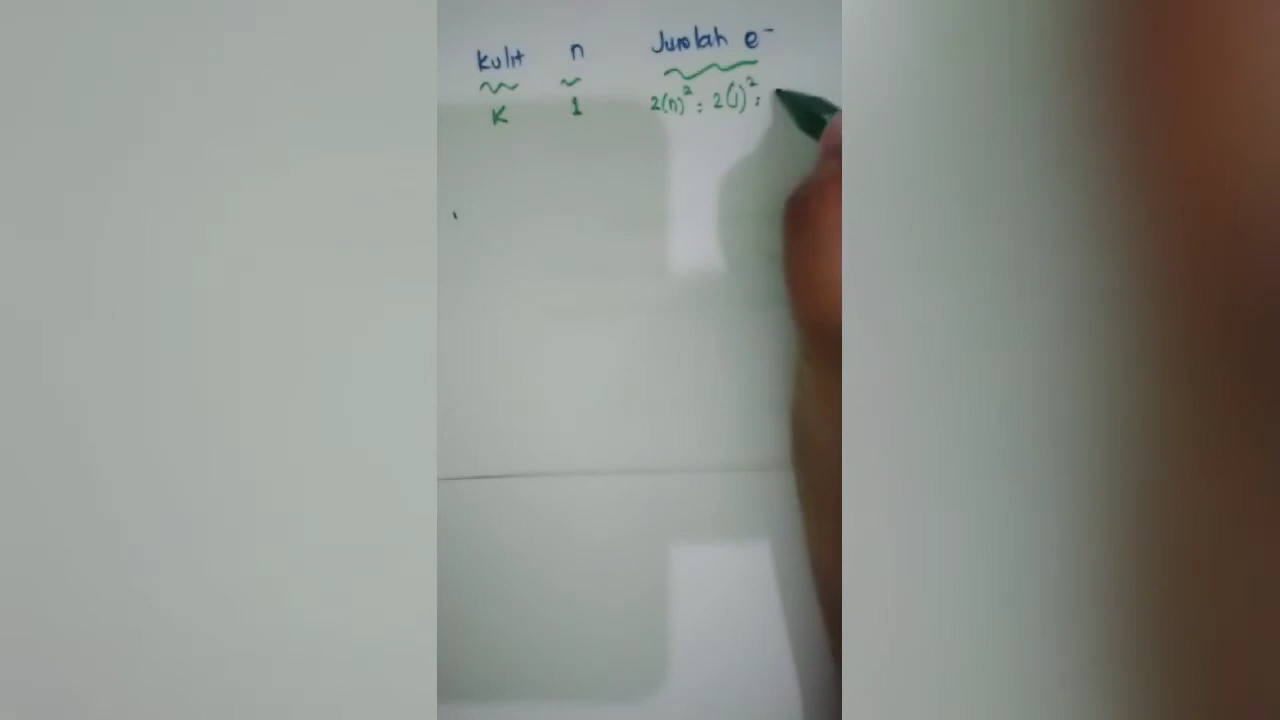 Kulit n Jumlah e⁻
K 1 2(n)² = 2(1)² =